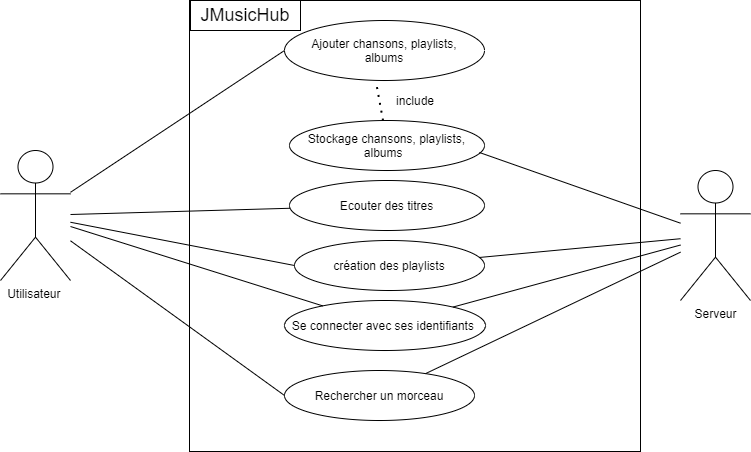 JMusicHub
Ajouter chansons, playlists,
albums
include
Stockage chansons, playlists,
albums
Ecouter des titres
création des playlists
Utilisateur
Serveur
Se connecter avec ses identifiants
Rechercher un morceau